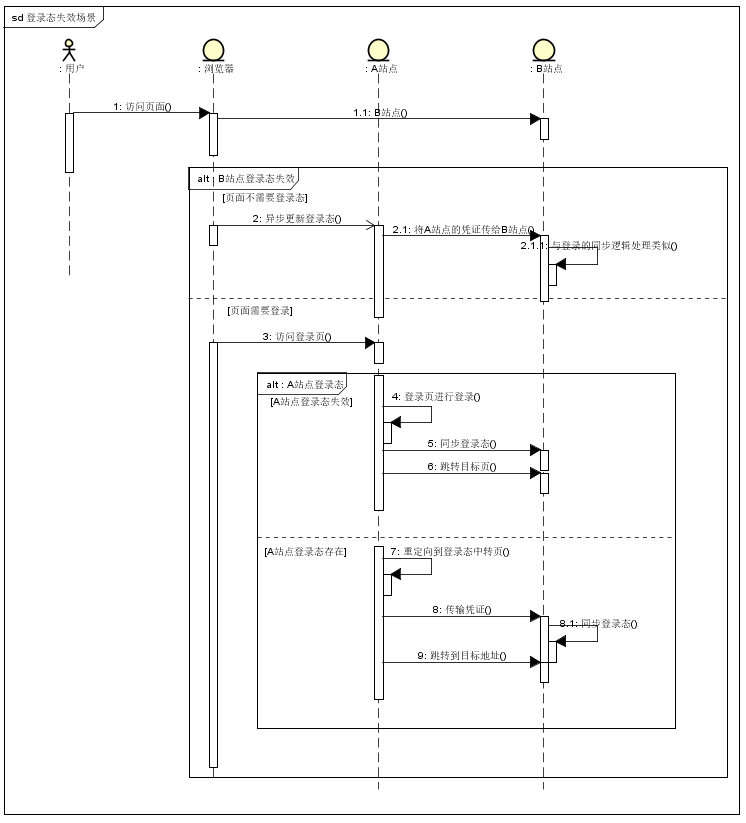 sd 登录态失效场景
: 用户
: 浏览器
: A站点
: B站点
1: 访问页面()
1.1: B站点()
alt : B站点登录态失效
[页面不需要登录态]
2: 异步更新登录态()
2.1: 将A站点的凭证传给B站点()
2.1.1: 与登录的同步逻辑处理类似()
[页面需要登录]
3: 访问登录页()
alt : A站点登录态
[A站点登录态失效]
4: 登录页进行登录()
5: 同步登录态()
6: 跳转目标页()
[A站点登录态存在]
7: 重定向到登录态中转页()
8: 传输凭证()
8.1: 同步登录态()
9: 跳转到目标地址()